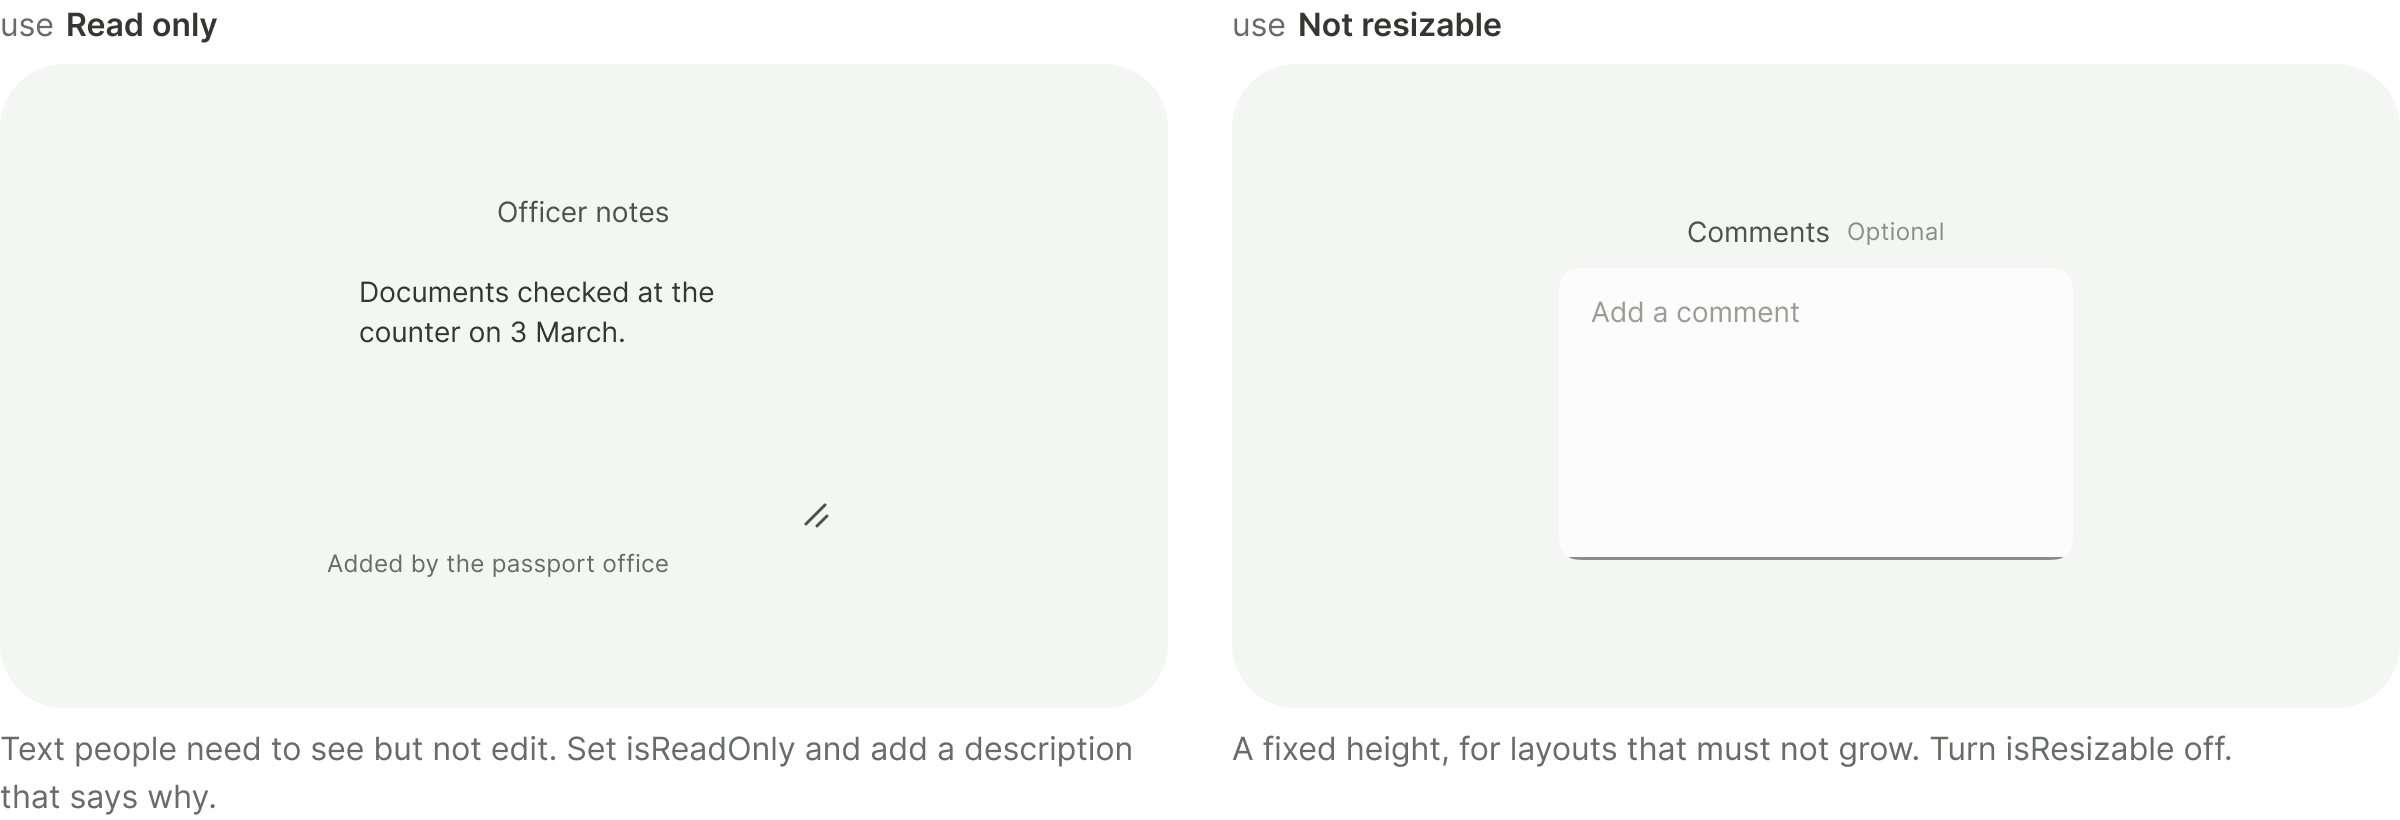 use Read only
Officer notes
Documents checked at the
counter on 3 March.
Added by the passport office
Text people need to see but not edit. Set isReadOnly and add a description
that says why.
use Not resizable
Comments Optional
Add a comment
A fixed height, for layouts that must not grow. Turn isResizable off.